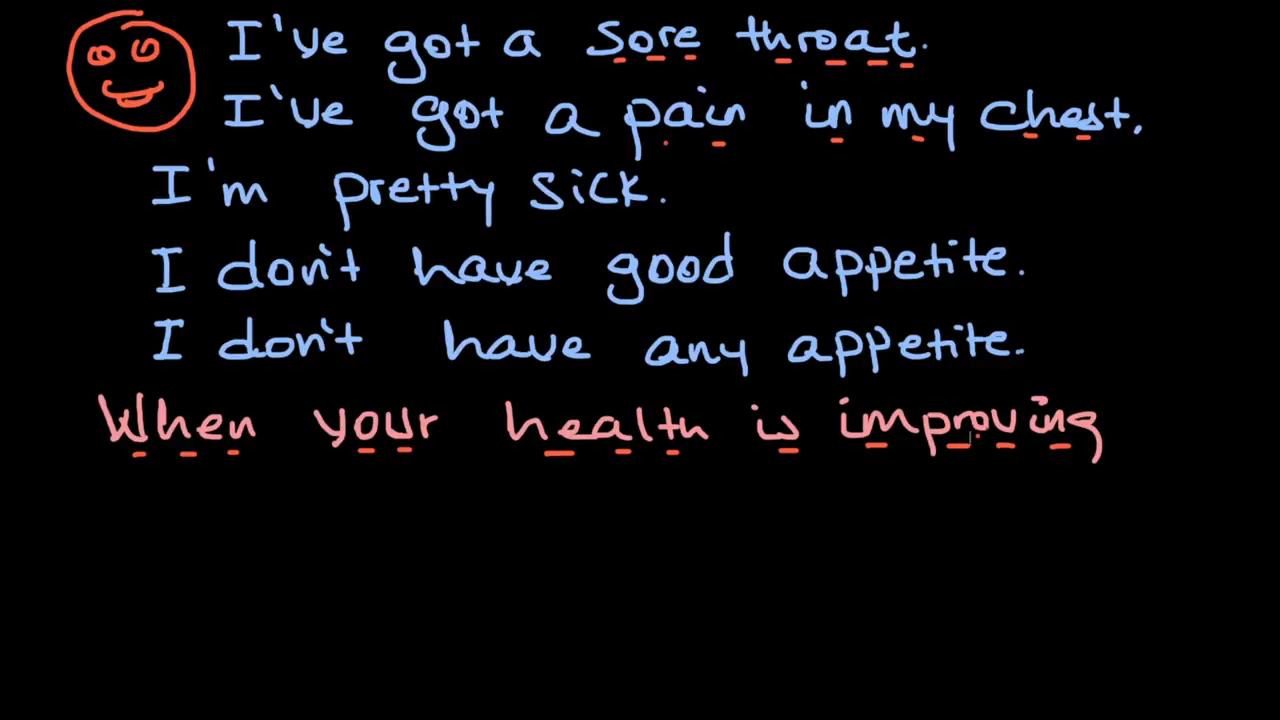 I've got a sore throat.
I've got a pain in my chest.
I'm pretty sick.
I don't have good appetite.
I don't have any appetite.
When your health is improving